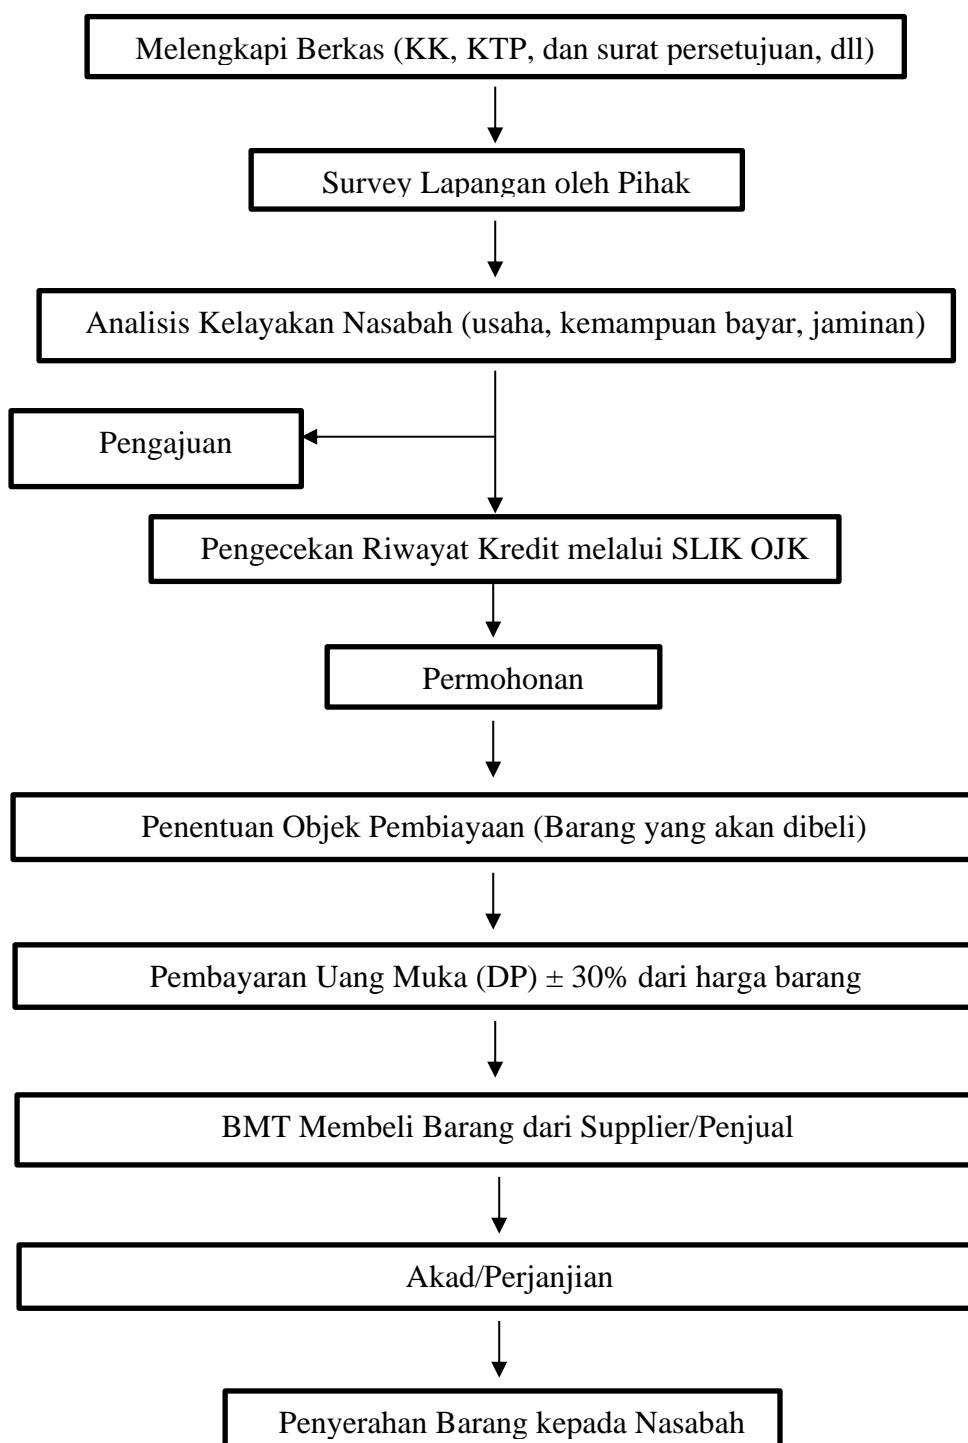 Melengkapi Berkas (KK, KTP, dan surat persetujuan, dll)
Survey Lapangan oleh Pihak
Analisis Kelayakan Nasabah (usaha, kemampuan bayar, jaminan)
Pengajuan
Pengecekan Riwayat Kredit melalui SLIK OJK
Permohonan
Penentuan Objek Pembiayaan (Barang yang akan dibeli)
Pembayaran Uang Muka (DP) ± 30% dari harga barang
BMT Membeli Barang dari Supplier/Penjual
Akad/Perjanjian
Penyerahan Barang kepada Nasabah